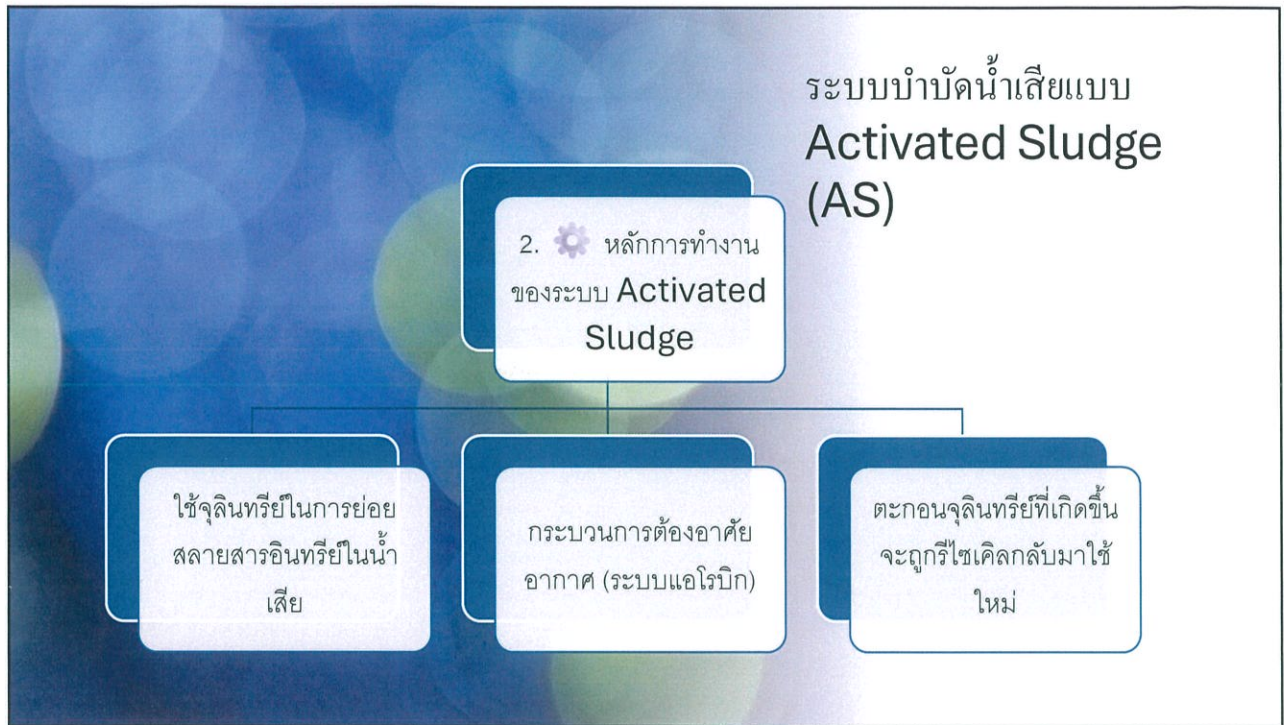 ระบบบำบัดน้ำเสียแบบ
Activated Sludge
(AS)
2. ⚙ หลักการทำงาน
ของระบบ Activated
Sludge
ใช้จุลินทรีย์ในการย่อย
สลายสารอินทรีย์ในน้ำ
เสีย
กระบวนการต้องอาศัย
อากาศ (ระบบแอโรบิก)
ตะกอนจุลินทรีย์ที่เกิดขึ้น
จะถูกรีไซเคิลกลับมาใช้
ใหม่